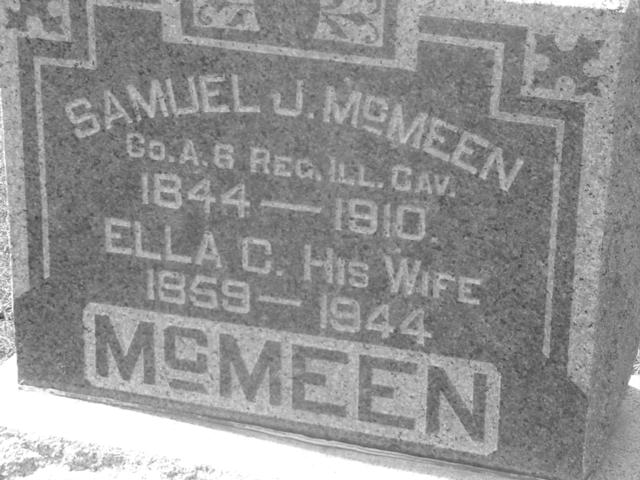 SAMUEL J. McMEEN
Co. A. 6 REG. ILL. CAV.
1844 — 1910.
ELLA C. HIS WIFE
1859 — 1944
McMEEN